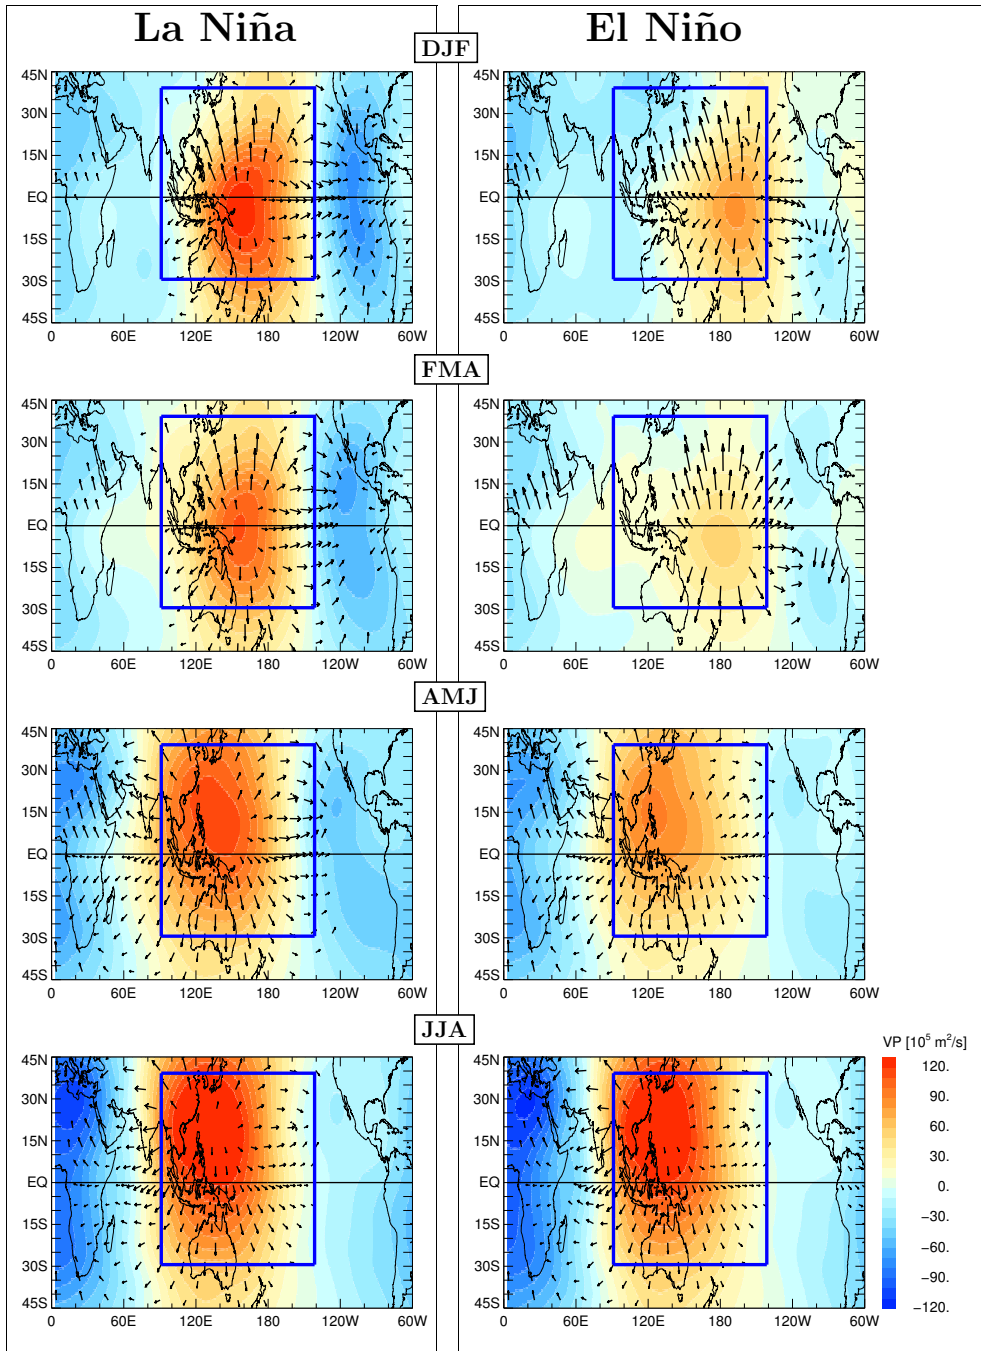 La Niña El Niño
DJF
45N 45N
30N 30N
15N 15N
EQ EQ
15S 15S
30S 30S
45S 45S
0 60E 120E 180 120W 60W 0 60E 120E 180 120W 60W
FMA
45N 45N
30N 30N
15N 15N
EQ EQ
15S 15S
30S 30S
45S 45S
0 60E 120E 180 120W 60W 0 60E 120E 180 120W 60W
AMJ
45N 45N
30N 30N
15N 15N
EQ EQ
15S 15S
30S 30S
45S 45S
0 60E 120E 180 120W 60W 0 60E 120E 180 120W 60W
JJA
VP [10⁵ m²/s]
45N 45N
30N 30N
15N 15N
EQ EQ
15S 15S
30S 30S
45S 45S
0 60E 120E 180 120W 60W 0 60E 120E 180 120W 60W
120.
90.
60.
30.
0.
−30.
−60.
−90.
−120.